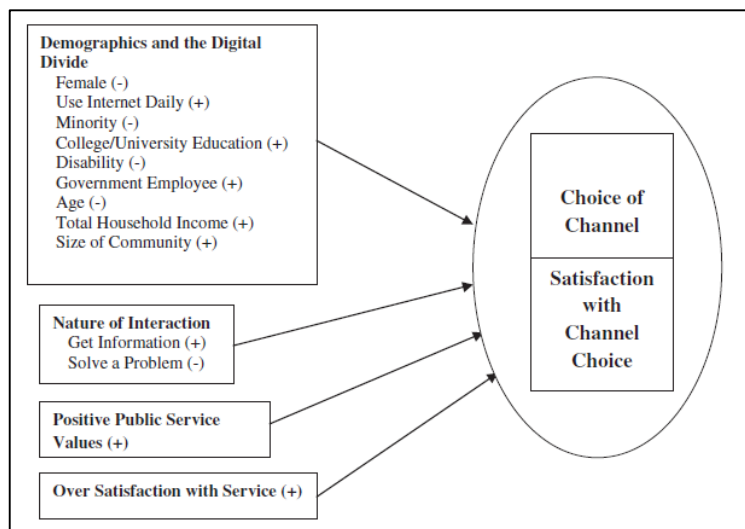 Demographics and the Digital
Divide
Female (-)
Use Internet Daily (+)
Minority (-)
College/University Education (+)
Disability (-)
Government Employee (+)
Age (-)
Total Household Income (+)
Size of Community (+)
Nature of Interaction
Get Information (+)
Solve a Problem (-)
Positive Public Service
Values (+)
Over Satisfaction with Service (+)
Choice of
Channel
Satisfaction
with
Channel
Choice